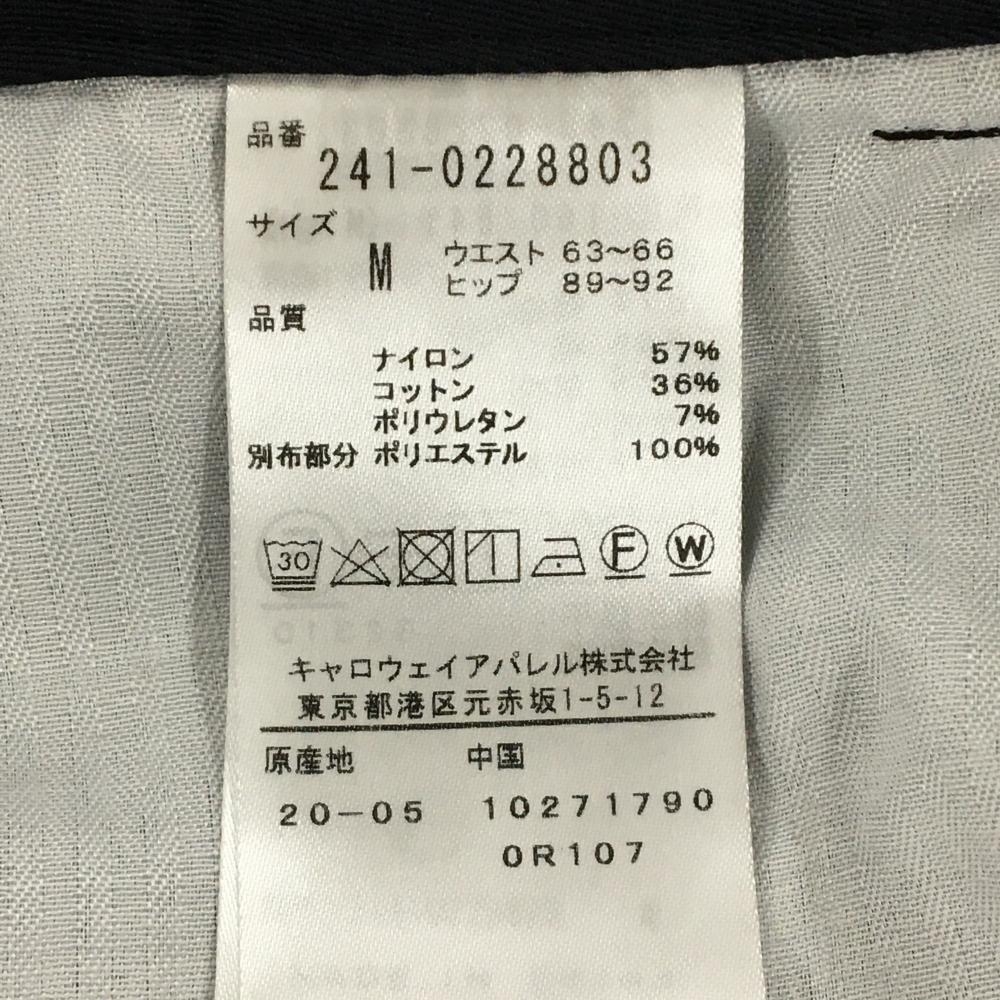 品番
241-0228803
サイズ
M ウエスト 63~66
ヒップ 89~92
品質
ナイロン 57%
コットン 36%
ポリウレタン 7%
別布部分 ポリエステル 100%
30 F W
キャロウェイアパレル株式会社
東京都港区元赤坂1-5-12
原産地 中国
20-05 10271790
0R107